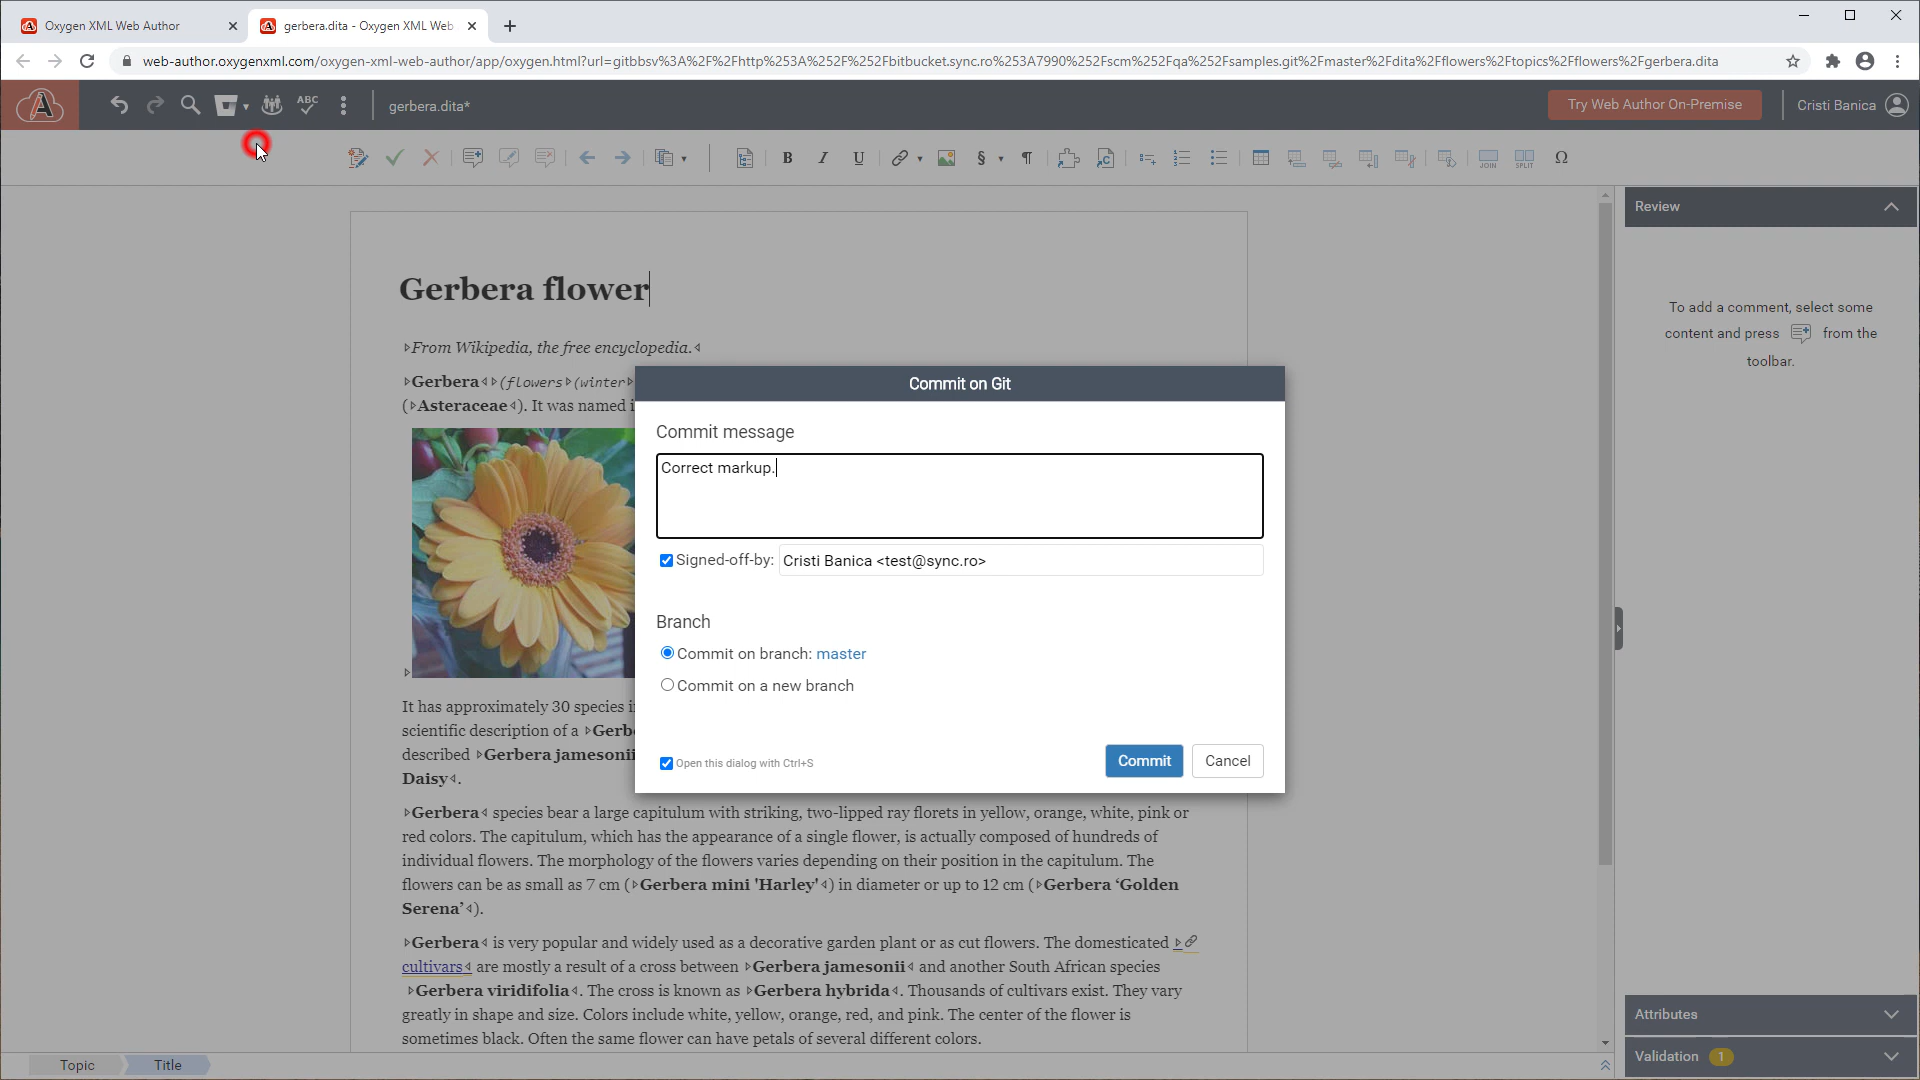 Oxygen XML Web Author
gerbera.dita - Oxygen XML Web
web-author.oxygenxml.com/oxygen-xml-web-author/app/oxygen.html?url=gitbbsv%3A%2F%2Fhttp%253A%252F%252Fbitbucket.sync.ro%253A7990%252Fscm%252Fqa%252Fsamples.git%2Fmaster%2Fdita%2Fflowers%2Ftopics%2Fflowers%2Fgerbera.dita
ABC
gerbera.dita*
Try Web Author On-Premise
Cristi Banica
B I U § ¶ JOIN SPLIT Ω
Review
To add a comment, select some
content and press from the
toolbar.
Gerbera flower
From Wikipedia, the free encyclopedia.
Gerbera (flowers (winter
(Asteraceae). It was named i
Commit on Git
Commit message
Correct markup.
Signed-off-by: Cristi Banica <test@sync.ro>
Branch
Commit on branch: master
Commit on a new branch
Open this dialog with Ctrl+S
Commit
Cancel
It has approximately 30 species i
scientific description of a Gerb
described Gerbera jamesonii
Daisy.
Gerbera species bear a large capitulum with striking, two-lipped ray florets in yellow, orange, white, pink or
red colors. The capitulum, which has the appearance of a single flower, is actually composed of hundreds of
individual flowers. The morphology of the flowers varies depending on their position in the capitulum. The
flowers can be as small as 7 cm (Gerbera mini 'Harley') in diameter or up to 12 cm (Gerbera ‘Golden
Serena’).
Gerbera is very popular and widely used as a decorative garden plant or as cut flowers. The domesticated
cultivars are mostly a result of a cross between Gerbera jamesonii and another South African species
Gerbera viridifolia. The cross is known as Gerbera hybrida. Thousands of cultivars exist. They vary
greatly in shape and size. Colors include white, yellow, orange, red, and pink. The center of the flower is
sometimes black. Often the same flower can have petals of several different colors.
Attributes
Validation 1
Topic
Title